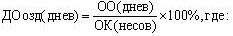 ДОозд(днев) = ОО(днев) / ОК(несов) ×100%, где: